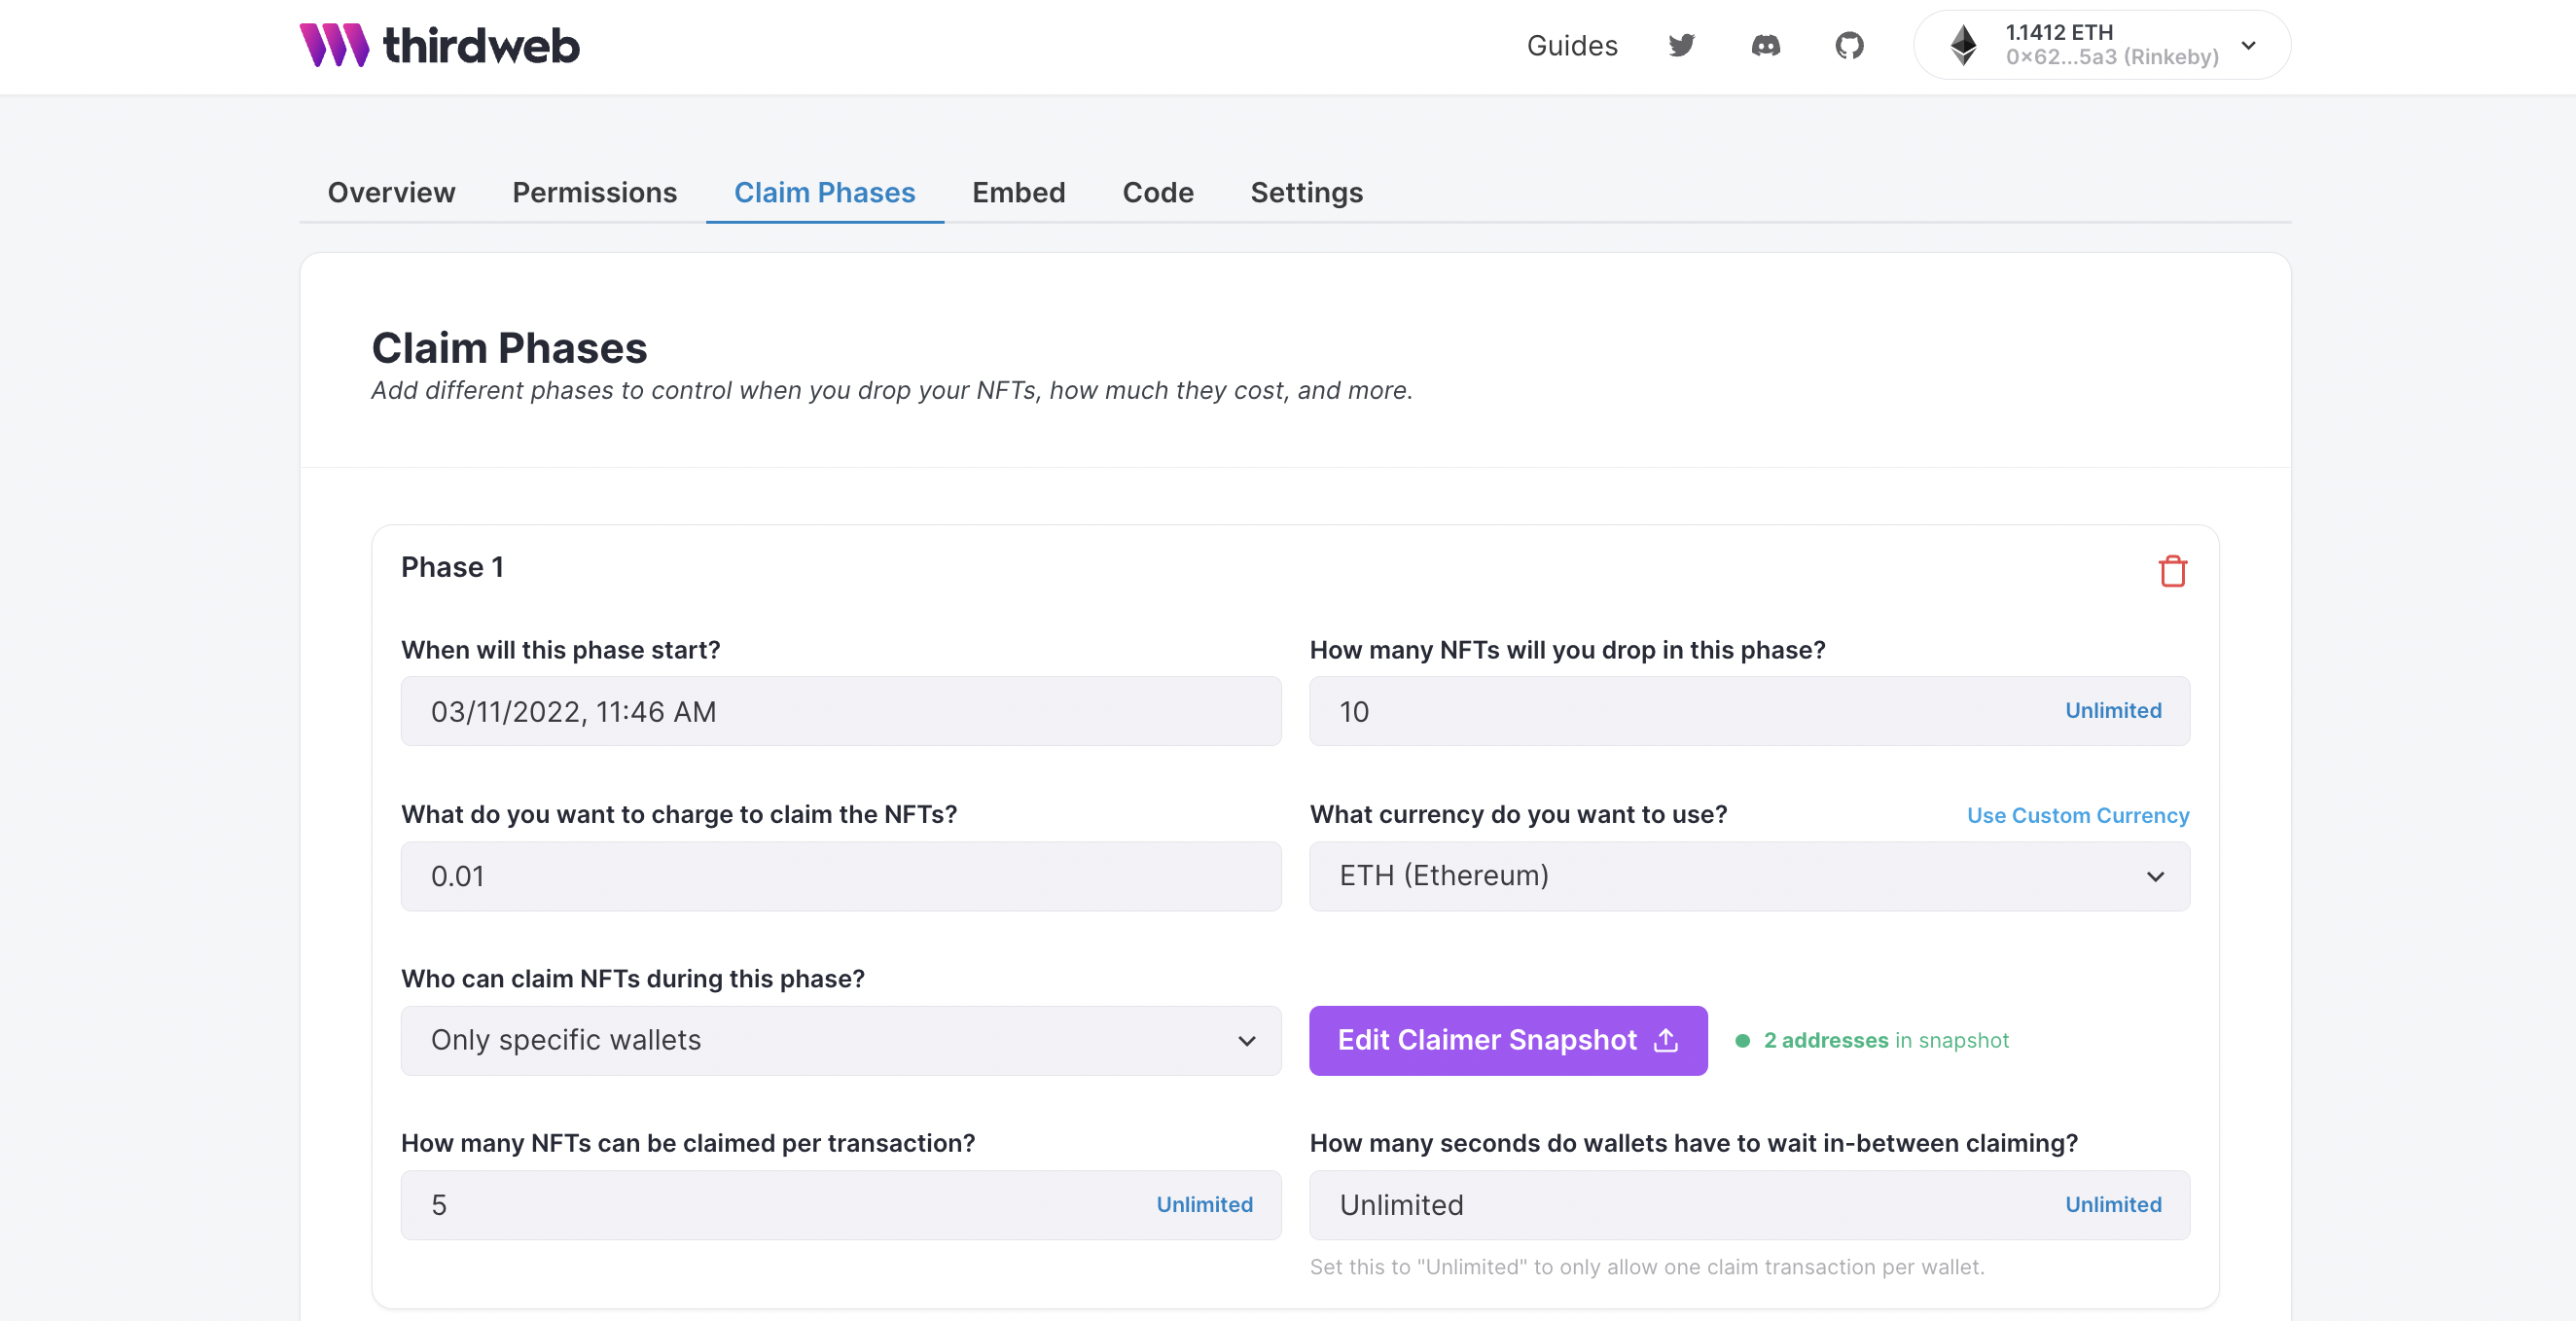 thirdweb
Guides
1.1412 ETH
0x62...5a3 (Rinkeby)
Overview
Permissions
Claim Phases
Embed
Code
Settings
Claim Phases
Add different phases to control when you drop your NFTs, how much they cost, and more.
Phase 1
When will this phase start?
03/11/2022, 11:46 AM
How many NFTs will you drop in this phase?
10
Unlimited
What do you want to charge to claim the NFTs?
0.01
What currency do you want to use?
Use Custom Currency
ETH (Ethereum)
Who can claim NFTs during this phase?
Only specific wallets
Edit Claimer Snapshot
2 addresses in snapshot
How many NFTs can be claimed per transaction?
5
Unlimited
How many seconds do wallets have to wait in-between claiming?
Unlimited
Unlimited
Set this to "Unlimited" to only allow one claim transaction per wallet.